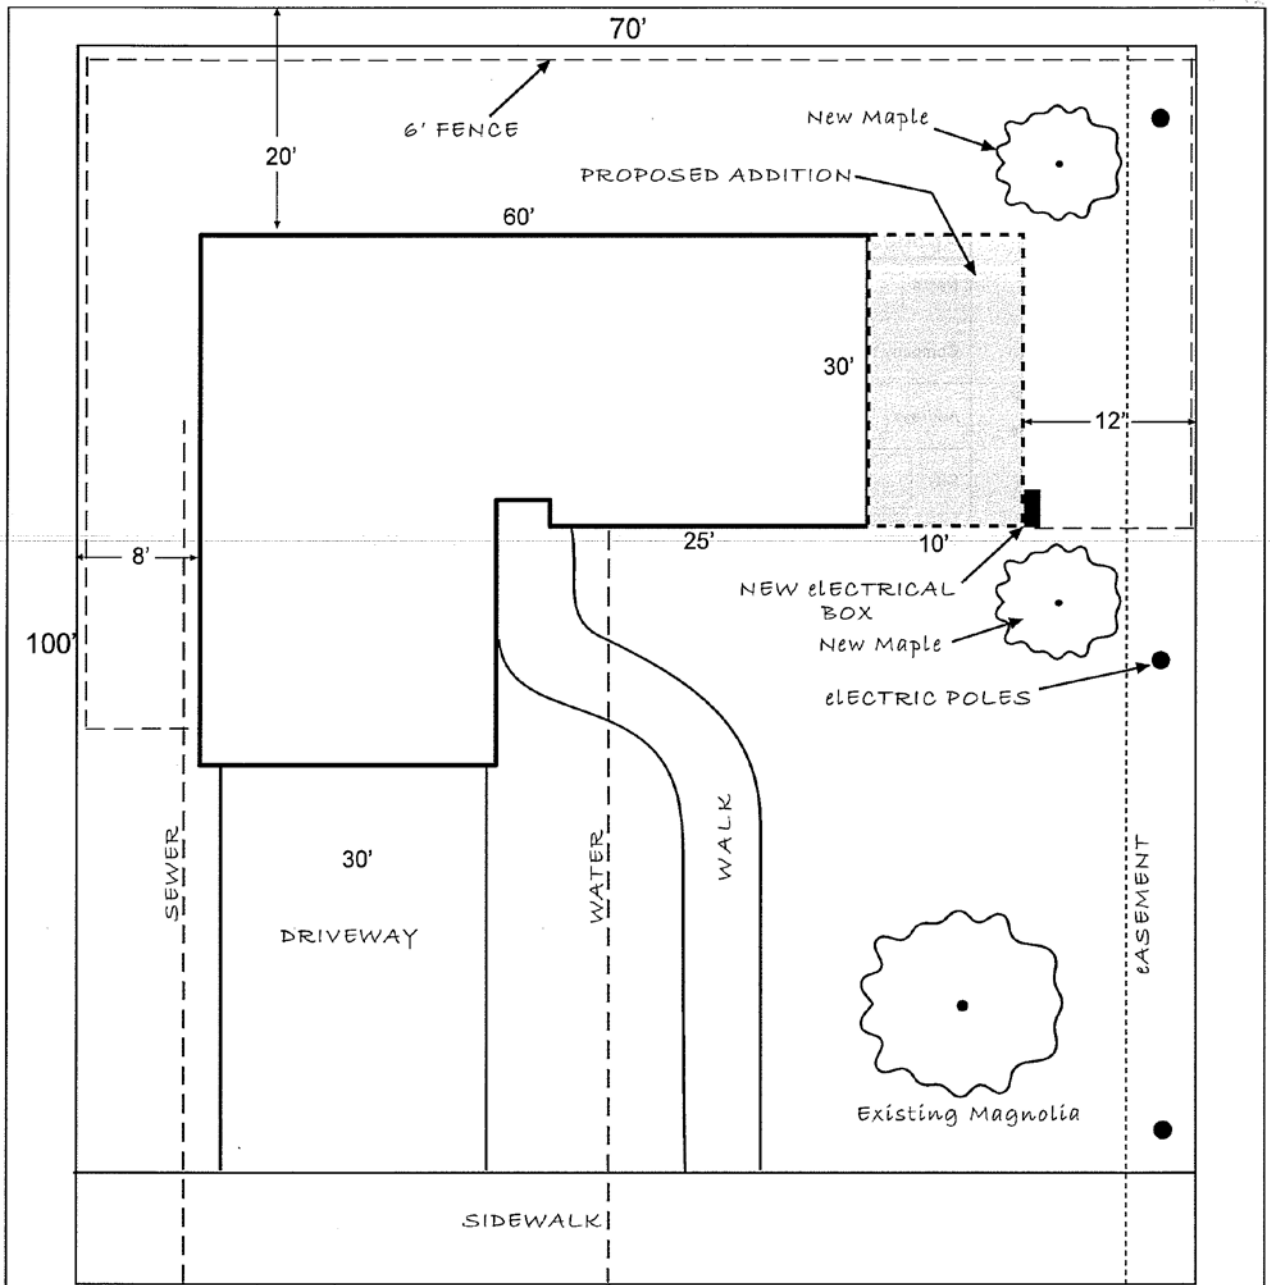 70'
6' FENCE
New Maple
20'
PROPOSED ADDITION
60'
30'
12'
25'
10'
8'
NEW elECTRICAL
BOX
100'
New Maple
elECTRIC POLES
SEWER
30'
WATER
WALK
eASEMENT
DRIVEWAY
Existing Magnolia
SIDEWALK